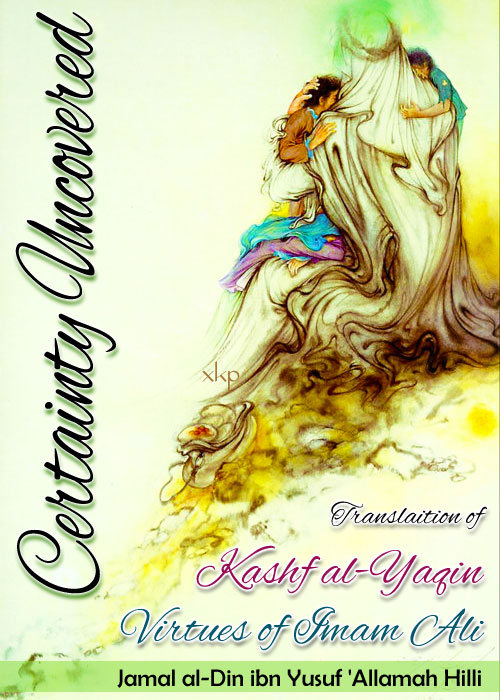 Certainty Uncovered
xkp
Translaition of
Kashf al-Yaqin
Virtues of Imam Ali
Jamal al-Din ibn Yusuf 'Allamah Hilli